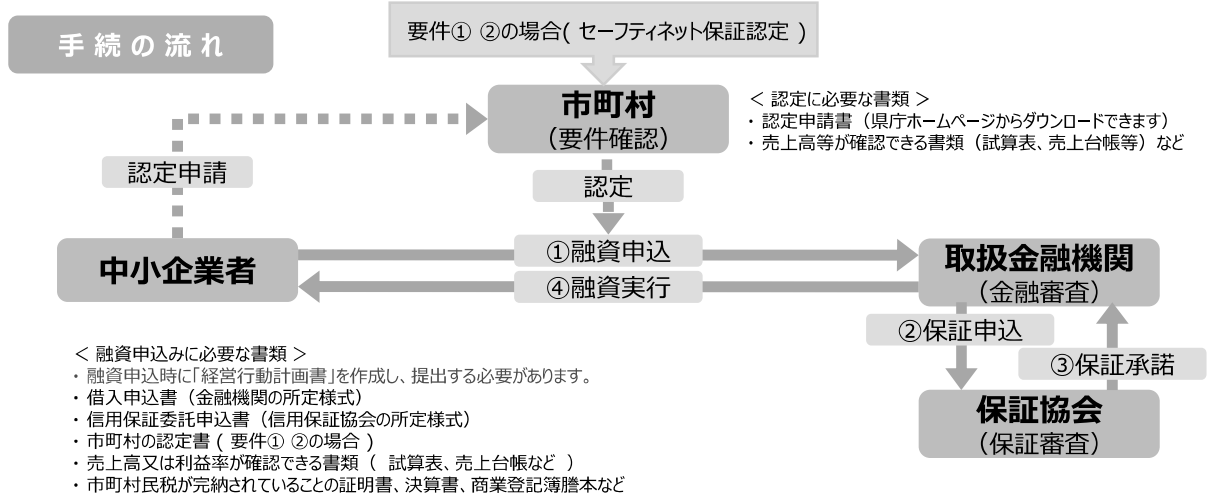 手続の流れ
要件① ②の場合( セーフティネット保証認定 )
市町村
(要件確認)
< 認定に必要な書類 >
・ 認定申請書（県庁ホームページからダウンロードできます）
・ 売上高等が確認できる書類（試算表、売上台帳等）など
認定申請
認定
中小企業者
①融資申込
④融資実行
取扱金融機関
(金融審査)
②保証申込
③保証承諾
保証協会
(保証審査)
< 融資申込みに必要な書類 >
・ 融資申込時に「経営行動計画書」を作成し、提出する必要があります。
・ 借入申込書（金融機関の所定様式）
・ 信用保証委託申込書（信用保証協会の所定様式）
・ 市町村の認定書 ( 要件① ②の場合 )
・ 売上高又は利益率が確認できる書類（ 試算表、売上台帳など ）
・ 市町村民税が完納されていることの証明書、決算書、商業登記簿謄本など